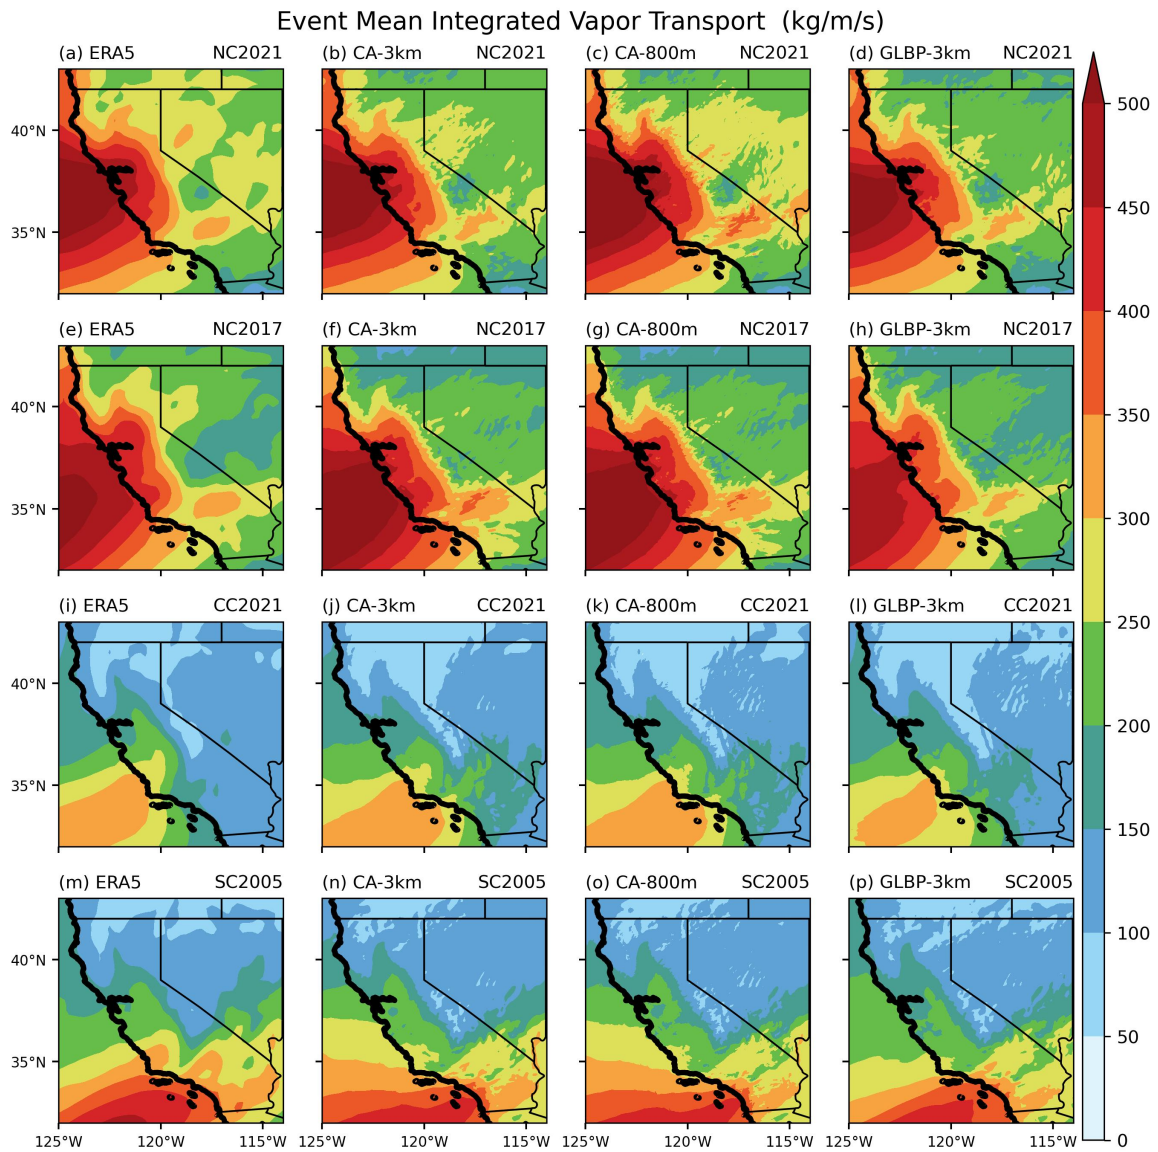 Event Mean Integrated Vapor Transport (kg/m/s)
(a) ERA5 NC2021
(b) CA-3km NC2021
(c) CA-800m NC2021
(d) GLBP-3km NC2021
40°N
35°N
125°W 120°W 115°W
(e) ERA5 NC2017
(f) CA-3km NC2017
(g) CA-800m NC2017
(h) GLBP-3km NC2017
40°N
35°N
(i) ERA5 CC2021
(j) CA-3km CC2021
(k) CA-800m CC2021
(l) GLBP-3km CC2021
40°N
35°N
(m) ERA5 SC2005
(n) CA-3km SC2005
(o) CA-800m SC2005
(p) GLBP-3km SC2005
40°N
35°N
125°W 120°W 115°W
120°W 115°W
120°W 115°W
120°W 115°W
500
450
400
350
300
250
200
150
100
50
0